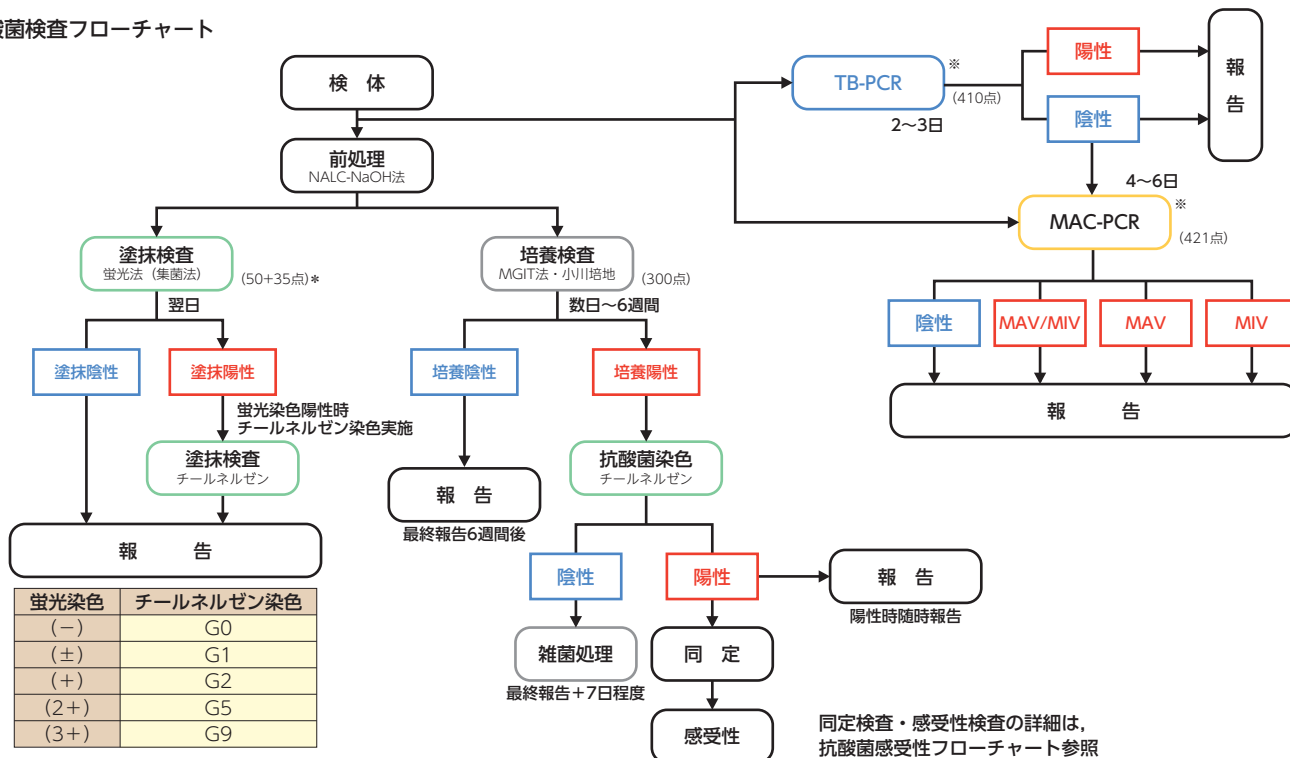 酸菌検査フローチャート
検 体
前処理
NALC-NaOH法
塗抹検査
蛍光法（集菌法）
(50+35点)＊
翌日
塗抹陰性
塗抹陽性
蛍光染色陽性時
チールネルゼン染色実施
塗抹検査
チールネルゼン
報 告
培養検査
MGIT法・小川培地
(300点)
数日〜6週間
培養陰性
培養陽性
報 告
最終報告6週間後
抗酸菌染色
チールネルゼン
陰性
陽性
報 告
陽性時随時報告
雑菌処理
最終報告＋7日程度
同 定
感受性
TB-PCR
※
(410点)
2〜3日
陽性
陰性
報
告
4〜6日
MAC-PCR
※
(421点)
陰性
MAV/MIV
MAV
MIV
報 告
蛍光染色 チールネルゼン染色
(−) G0
(±) G1
(+) G2
(2+) G5
(3+) G9
同定検査・感受性検査の詳細は，
抗酸菌感受性フローチャート参照